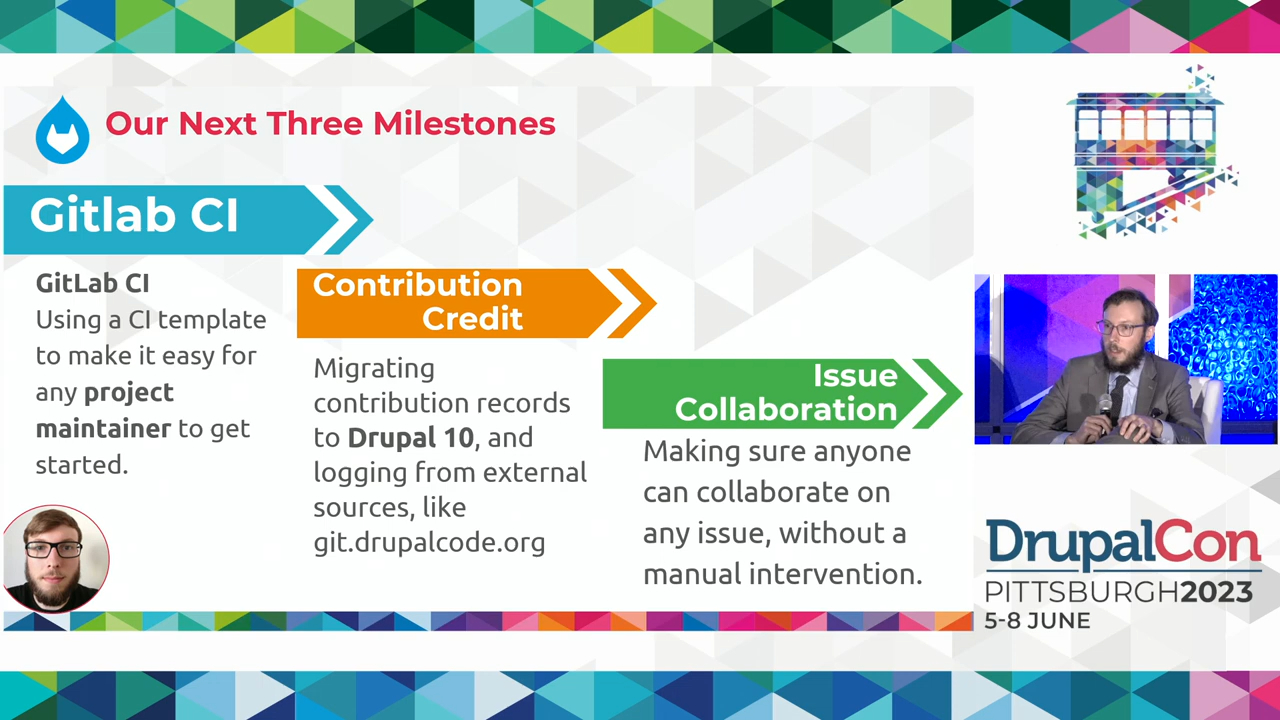 Our Next Three Milestones
Gitlab CI
GitLab CI
Using a CI template
to make it easy for
any project
maintainer to get
started.
Contribution
Credit
Migrating
contribution records
to Drupal 10, and
logging from external
sources, like
git.drupalcode.org
Issue
Collaboration
Making sure anyone
can collaborate on
any issue, without a
manual intervention.
DrupalCon
PITTSBURGH2023
5-8 JUNE